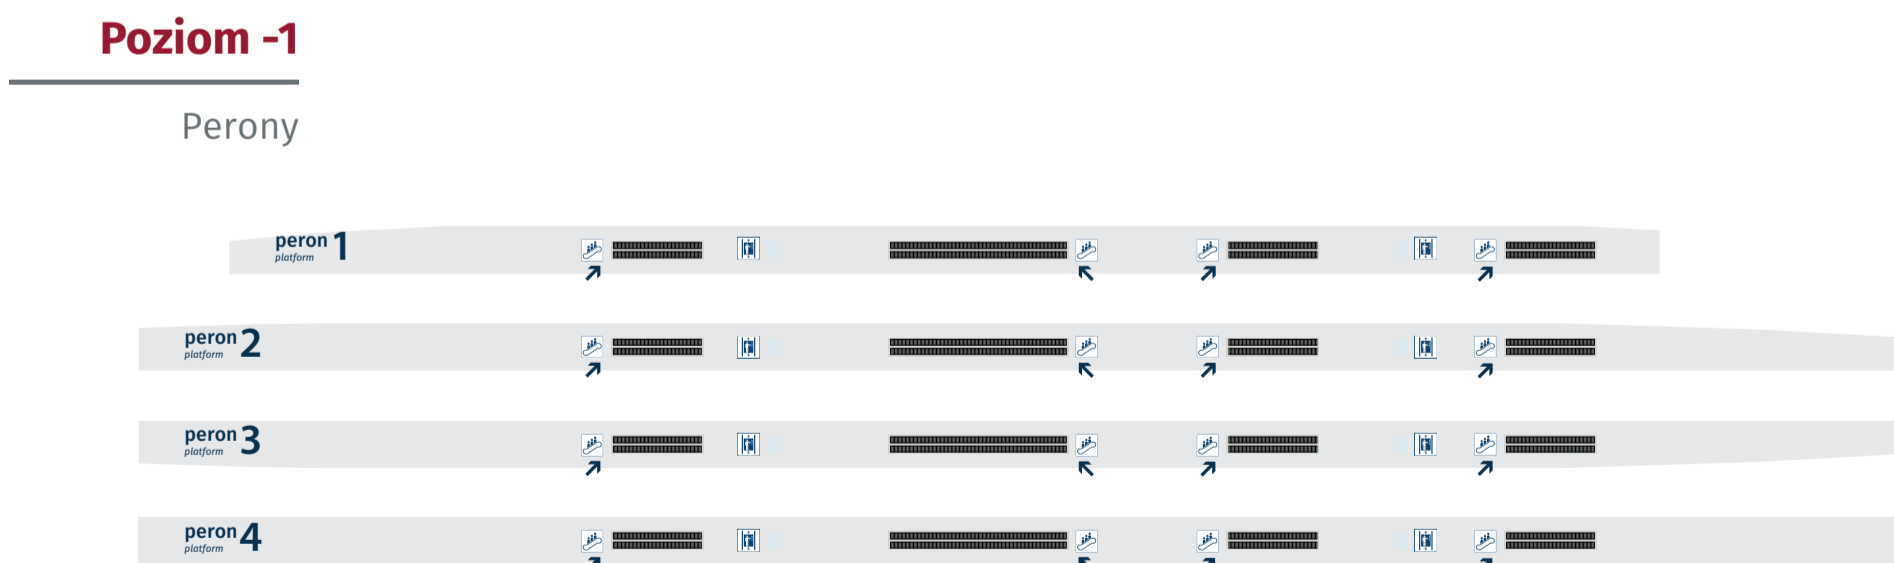 Poziom -1
Perony
peron 1
platform
peron 2
platform
peron 3
platform
peron 4
platform